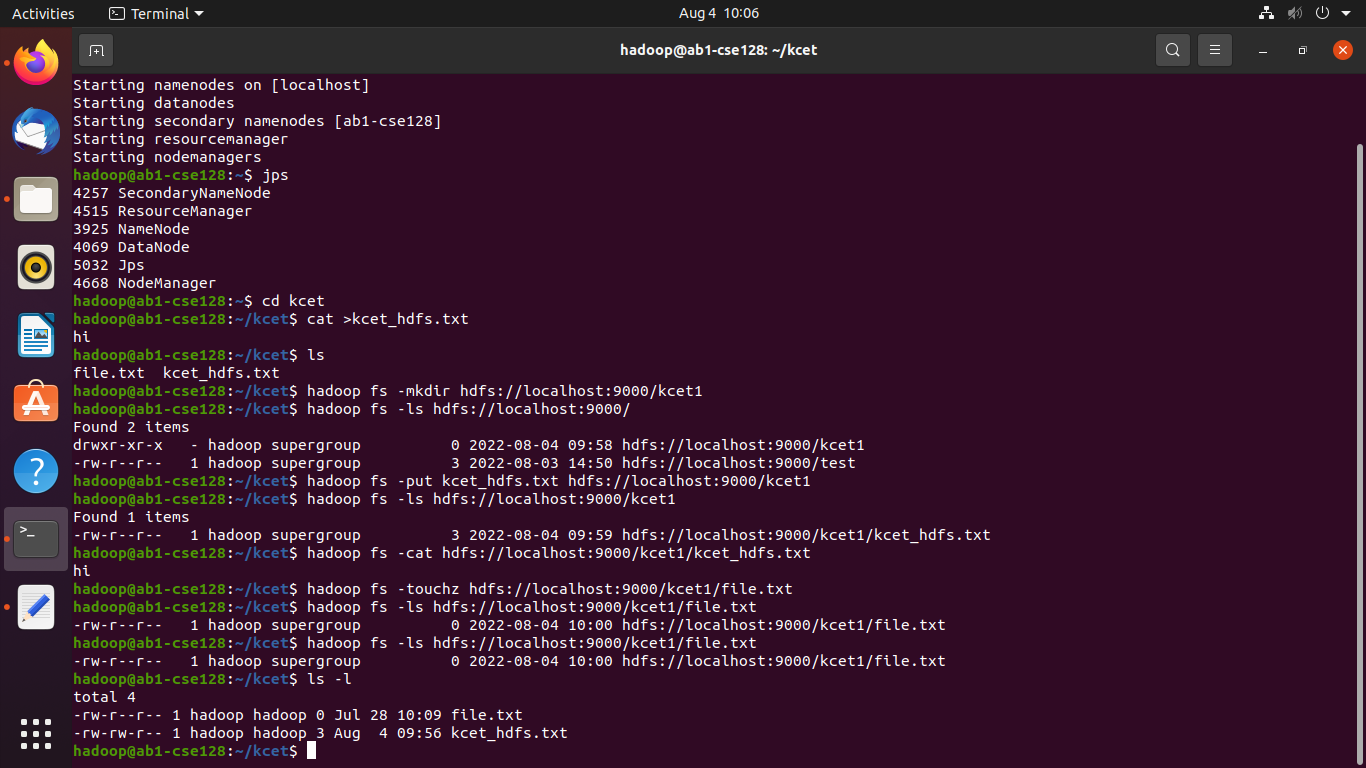 Activities Terminal Aug 4 10:06
hadoop@ab1-cse128: ~/kcet
Starting namenodes on [localhost]
Starting datanodes
Starting secondary namenodes [ab1-cse128]
Starting resourcemanager
Starting nodemanagers
hadoop@ab1-cse128:~$ jps
4257 SecondaryNameNode
4515 ResourceManager
3925 NameNode
4069 DataNode
5032 Jps
4668 NodeManager
hadoop@ab1-cse128:~$ cd kcet
hadoop@ab1-cse128:~/kcet$ cat >kcet_hdfs.txt
hi
hadoop@ab1-cse128:~/kcet$ ls
file.txt  kcet_hdfs.txt
hadoop@ab1-cse128:~/kcet$ hadoop fs -mkdir hdfs://localhost:9000/kcet1
hadoop@ab1-cse128:~/kcet$ hadoop fs -ls hdfs://localhost:9000/
Found 2 items
drwxr-xr-x   - hadoop supergroup          0 2022-08-04 09:58 hdfs://localhost:9000/kcet1
-rw-r--r--   1 hadoop supergroup          3 2022-08-03 14:50 hdfs://localhost:9000/test
hadoop@ab1-cse128:~/kcet$ hadoop fs -put kcet_hdfs.txt hdfs://localhost:9000/kcet1
hadoop@ab1-cse128:~/kcet$ hadoop fs -ls hdfs://localhost:9000/kcet1
Found 1 items
-rw-r--r--   1 hadoop supergroup          3 2022-08-04 09:59 hdfs://localhost:9000/kcet1/kcet_hdfs.txt
hadoop@ab1-cse128:~/kcet$ hadoop fs -cat hdfs://localhost:9000/kcet1/kcet_hdfs.txt
hi
hadoop@ab1-cse128:~/kcet$ hadoop fs -touchz hdfs://localhost:9000/kcet1/file.txt
hadoop@ab1-cse128:~/kcet$ hadoop fs -ls hdfs://localhost:9000/kcet1/file.txt
-rw-r--r--   1 hadoop supergroup          0 2022-08-04 10:00 hdfs://localhost:9000/kcet1/file.txt
hadoop@ab1-cse128:~/kcet$ hadoop fs -ls hdfs://localhost:9000/kcet1/file.txt
-rw-r--r--   1 hadoop supergroup          0 2022-08-04 10:00 hdfs://localhost:9000/kcet1/file.txt
hadoop@ab1-cse128:~/kcet$ ls -l
total 4
-rw-r--r-- 1 hadoop hadoop 0 Jul 28 10:09 file.txt
-rw-rw-r-- 1 hadoop hadoop 3 Aug  4 09:56 kcet_hdfs.txt
hadoop@ab1-cse128:~/kcet$